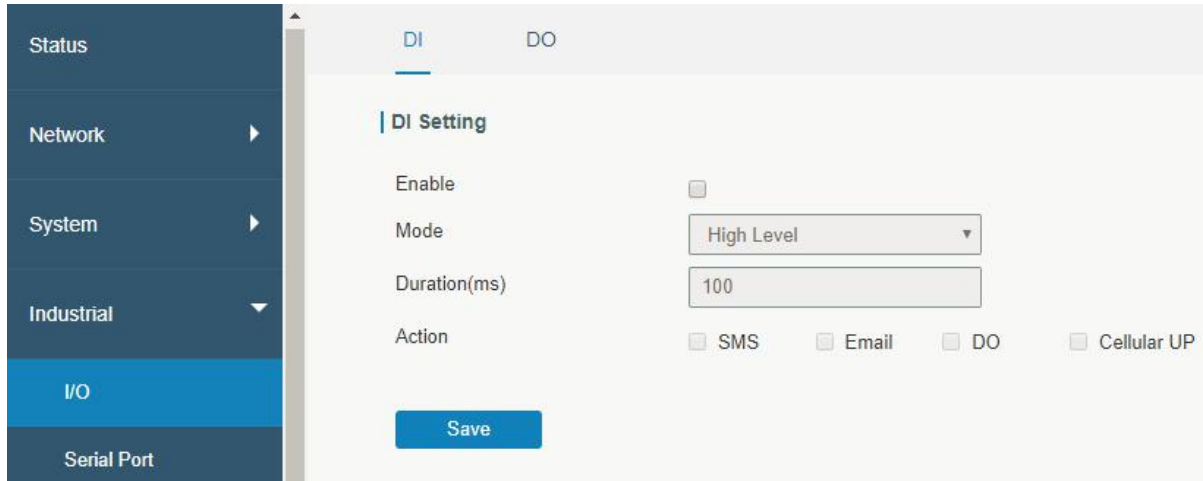 Status
Network
System
Industrial
I/O
Serial Port
DI DO
DI Setting
Enable
Mode High Level
Duration(ms) 100
Action SMS Email DO Cellular UP
Save